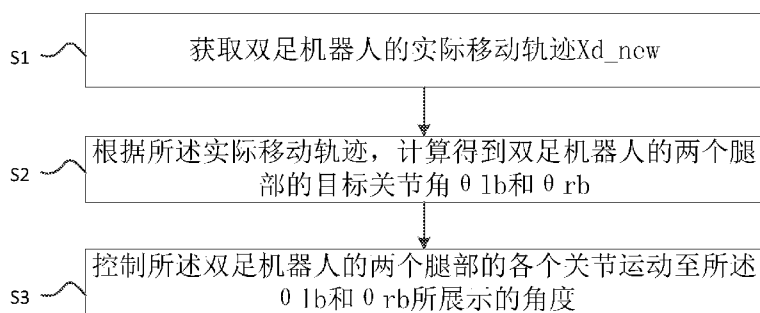 S1
获取双足机器人的实际移动轨迹Xd_new
S2
根据所述实际移动轨迹，计算得到双足机器人的两个腿
部的目标关节角θlb和θrb
S3
控制所述双足机器人的两个腿部的各个关节运动至所述
θlb和θrb所展示的角度